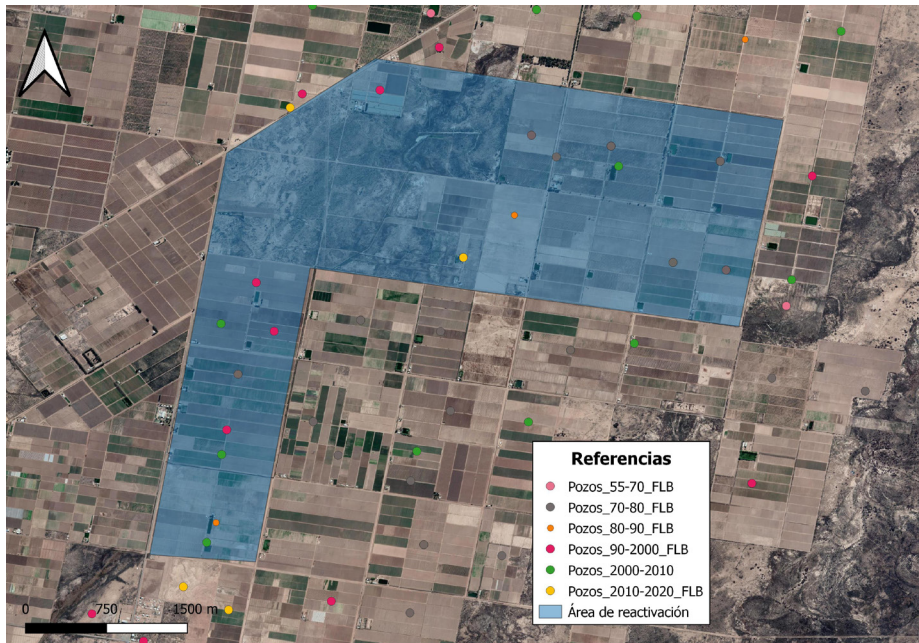 Referencias
Pozos_55-70_FLB
Pozos_70-80_FLB
Pozos_80-90_FLB
Pozos_90-2000_FLB
Pozos_2000-2010
Pozos_2010-2020_FLB
Área de reactivación
0 750 1500 m